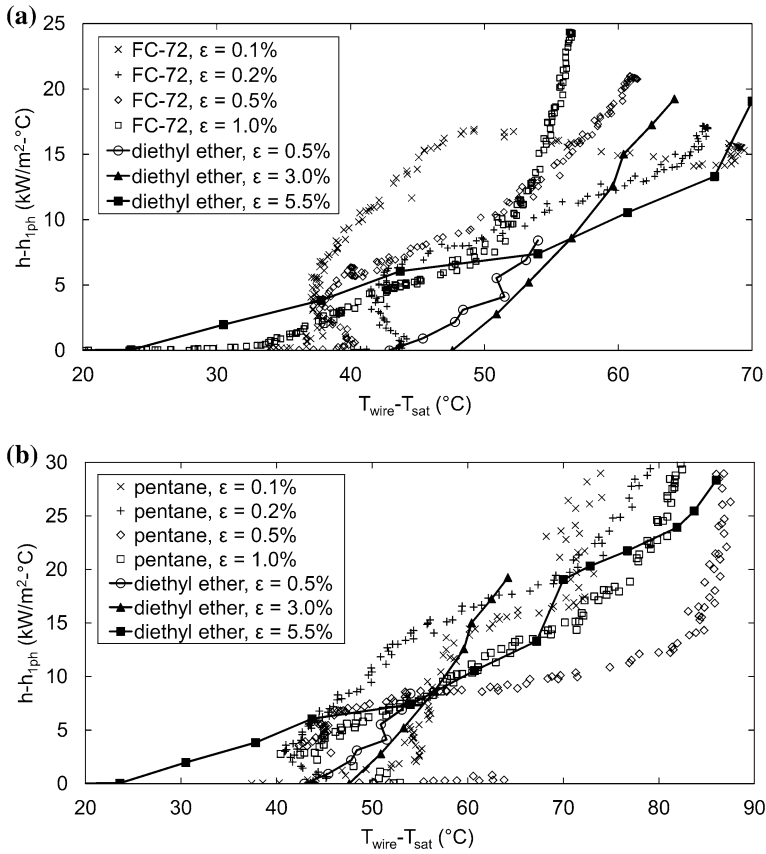 (a)
25
20
15
10
5
0
h-h1ph (kW/m2-°C)
FC-72, ε = 0.1%
FC-72, ε = 0.2%
FC-72, ε = 0.5%
FC-72, ε = 1.0%
diethyl ether, ε = 0.5%
diethyl ether, ε = 3.0%
diethyl ether, ε = 5.5%
20 30 40 50 60 70
Twire-Tsat (°C)
(b)
30
25
20
15
10
5
0
h-h1ph (kW/m2-°C)
pentane, ε = 0.1%
pentane, ε = 0.2%
pentane, ε = 0.5%
pentane, ε = 1.0%
diethyl ether, ε = 0.5%
diethyl ether, ε = 3.0%
diethyl ether, ε = 5.5%
20 30 40 50 60 70 80 90
Twire-Tsat (°C)